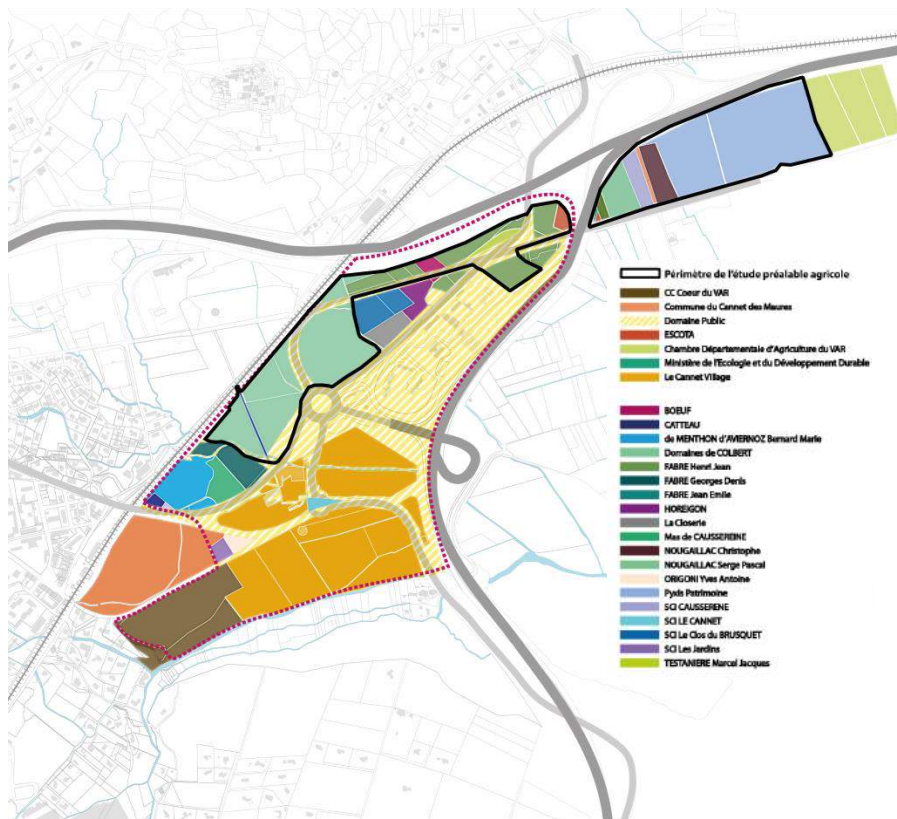 Périmètre de l'étude préalable agricole
CC Coeur du VAR
Commune du Cannet des Maures
Domaine Public
ESCOTA
Chambre Départementale d'Agriculture du VAR
Ministère de l'Ecologie et du Développement Durable
Le Cannet Village
BOEUF
CATTEAU
de MENTHON d'AVIERNOZ Bernard Marie
Domaines de COLBERT
FABRE Henri Jean
FABRE Georges Denis
FABRE Jean Emile
HOREIGON
La Closerie
Mas de CAUSSEREINE
NOUGAILLAC Christophe
NOUGAILLAC Serge Pascal
ORIGONI Yves Antoine
Pyxis Patrimoine
SCI CAUSSERENE
SCI LE CANNET
SCI Le Clos du BRUSQUET
SCI Les Jardins
TESTANIERE Marcel Jacques